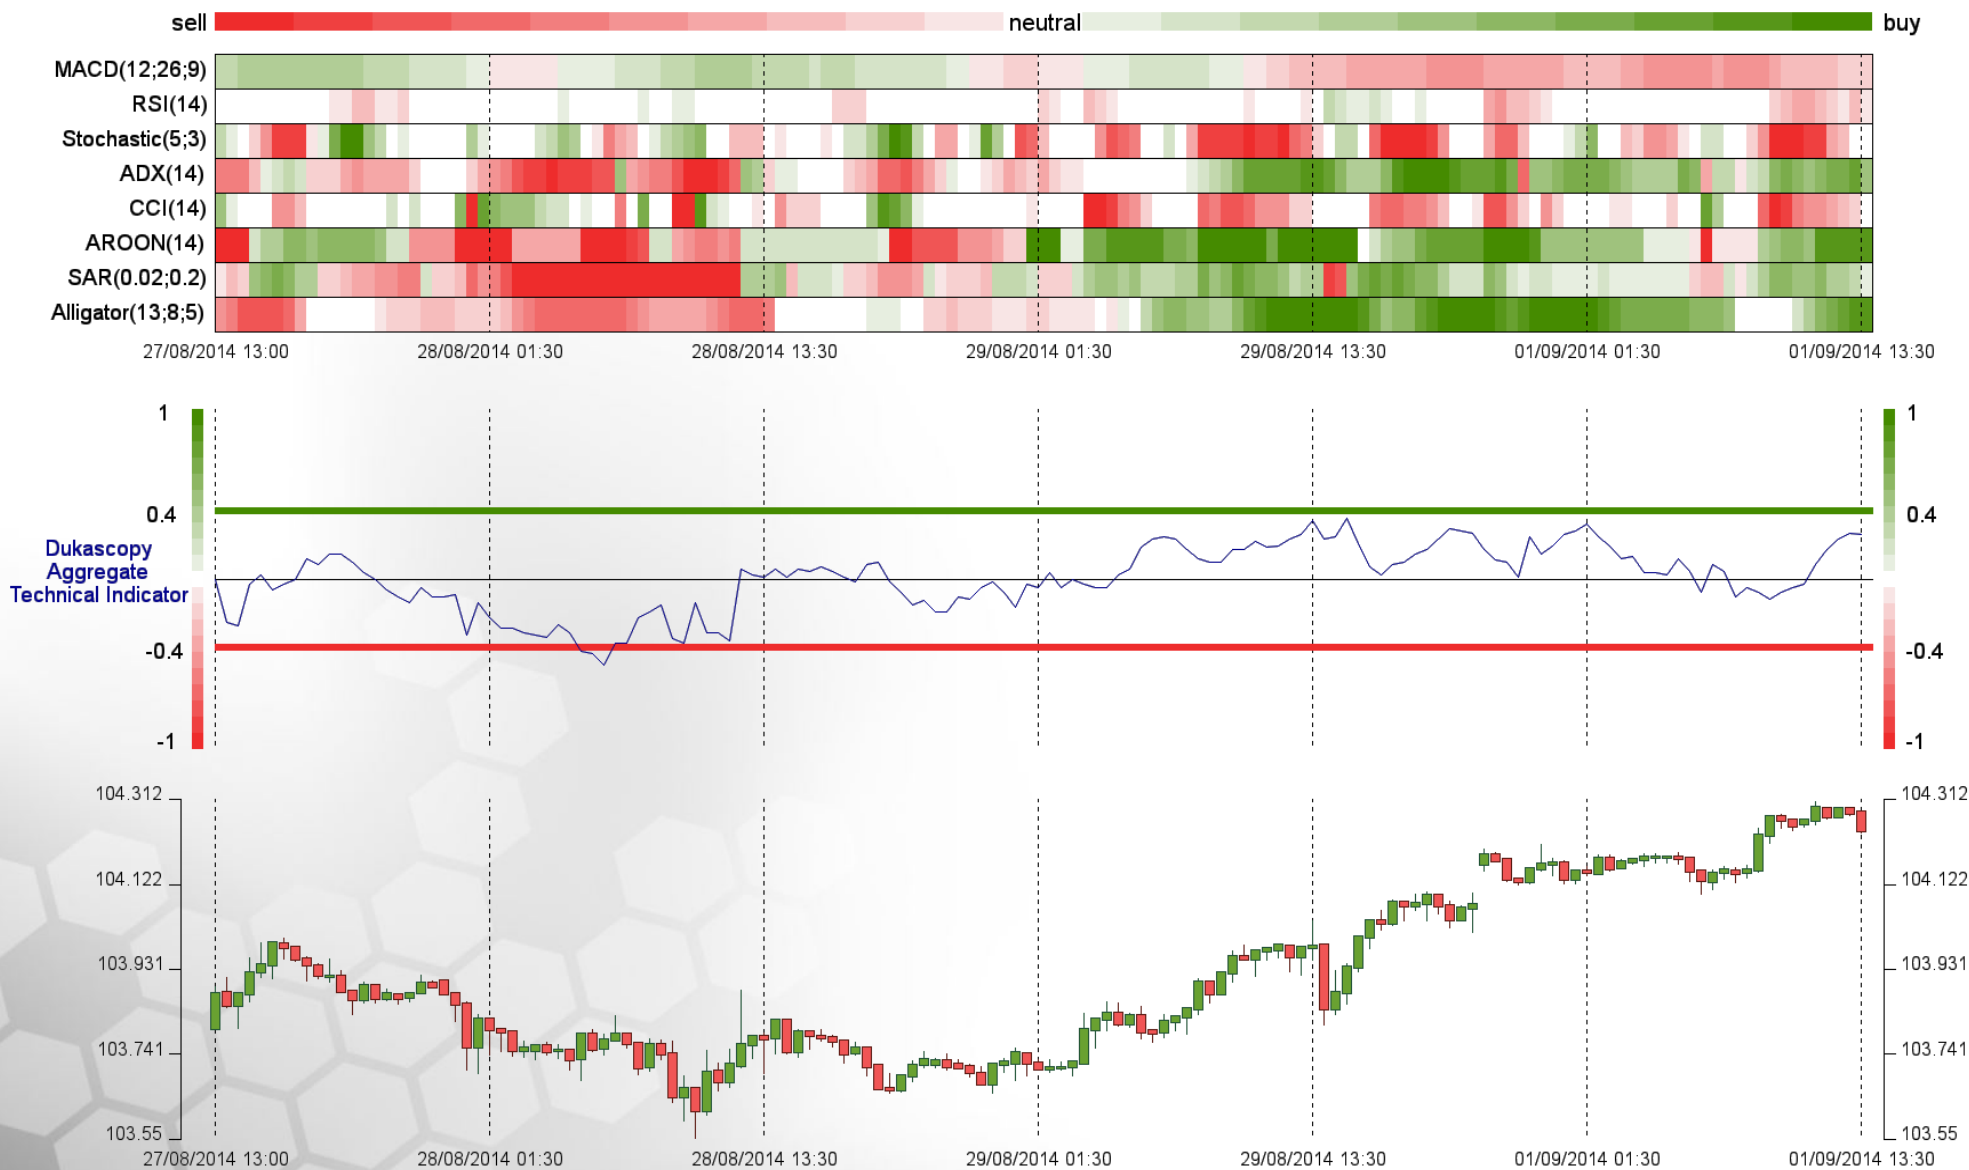 sell neutral buy
MACD(12;26;9)
RSI(14)
Stochastic(5;3)
ADX(14)
CCI(14)
AROON(14)
SAR(0.02;0.2)
Alligator(13;8;5)
27/08/2014 13:00 28/08/2014 01:30 28/08/2014 13:30 29/08/2014 01:30 29/08/2014 13:30 01/09/2014 01:30 01/09/2014 13:30
1 1
0.4 0.4
Dukascopy
Aggregate
Technical Indicator
-0.4 -0.4
-1 -1
104.312 104.312
104.122 104.122
103.931 103.931
103.741 103.741
103.55 103.55
27/08/2014 13:00 28/08/2014 01:30 28/08/2014 13:30 29/08/2014 01:30 29/08/2014 13:30 01/09/2014 01:30 01/09/2014 13:30